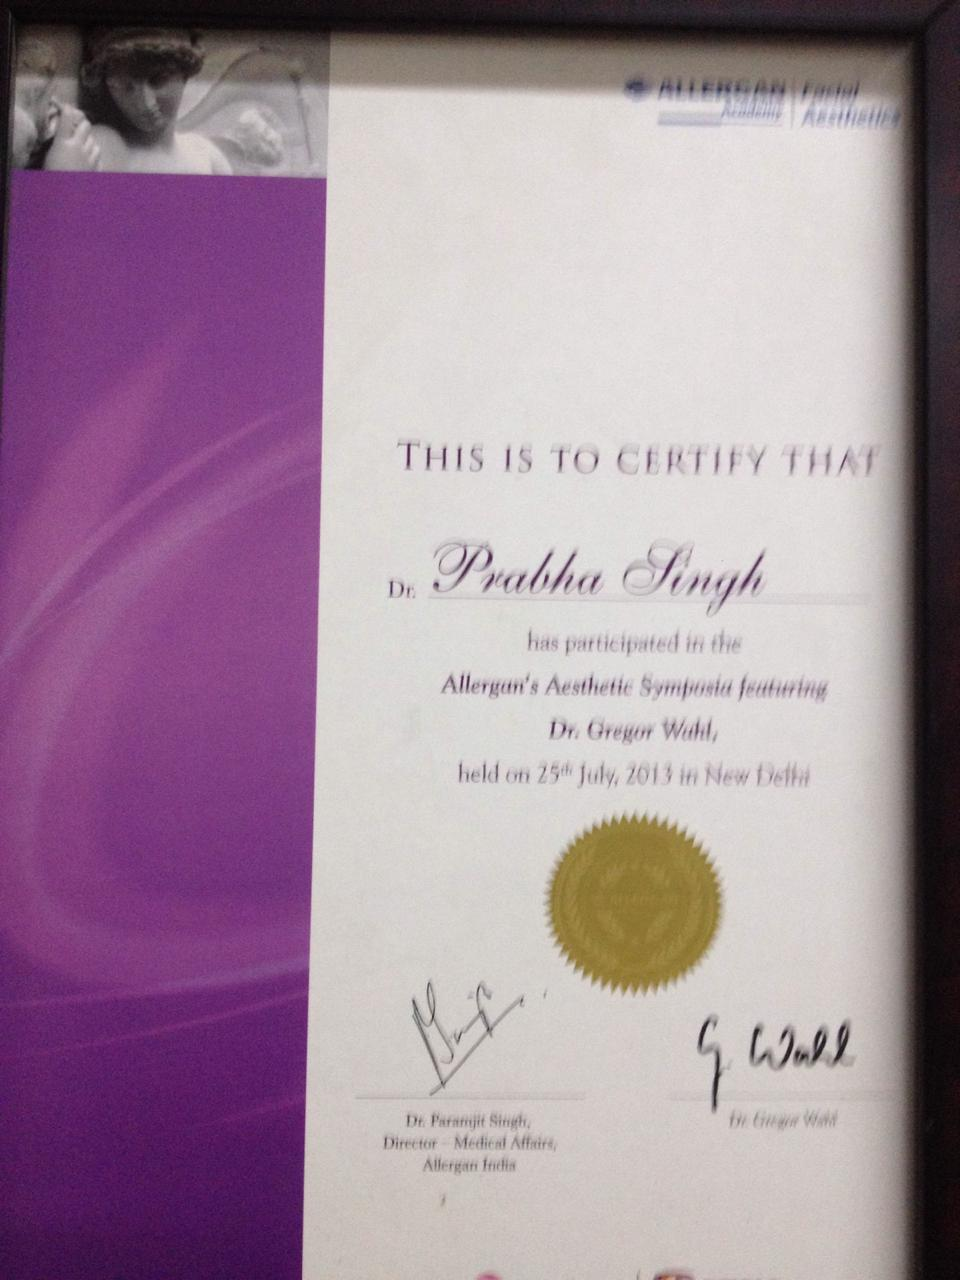 ALLERGAN
Academy
Facial
Aesthetics
THIS IS TO CERTIFY THAT
Dr. Prabha Singh
has participated in the
Allergan's Aesthetic Symposia featuring
Dr. Gregor Wahl,
held on 25th July, 2013 in New Delhi
ALLERGAN
G Wahl
Dr. Paramjit Singh,
Director – Medical Affairs,
Allergan India
Dr. Gregor Wahl